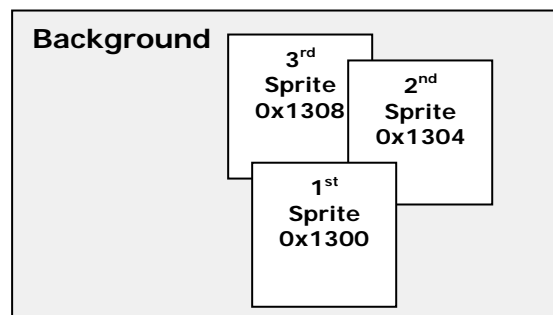 Background
3rd
Sprite
0x1308
2nd
Sprite
0x1304
1st
Sprite
0x1300